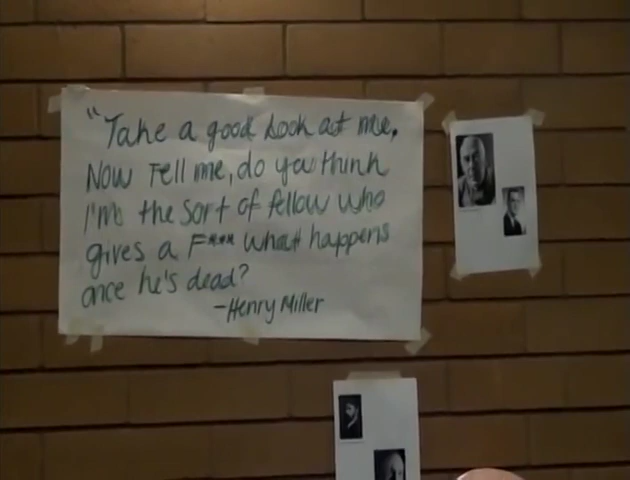 "Take a good Look at me.
Now Tell me, do you think
I'm the sort of fellow who
gives a F*** what happens
once he's dead?
-Henry Miller